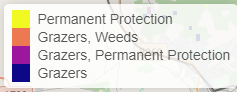 Permanent Protection
Grazers, Weeds
Grazers, Permanent Protection
Grazers